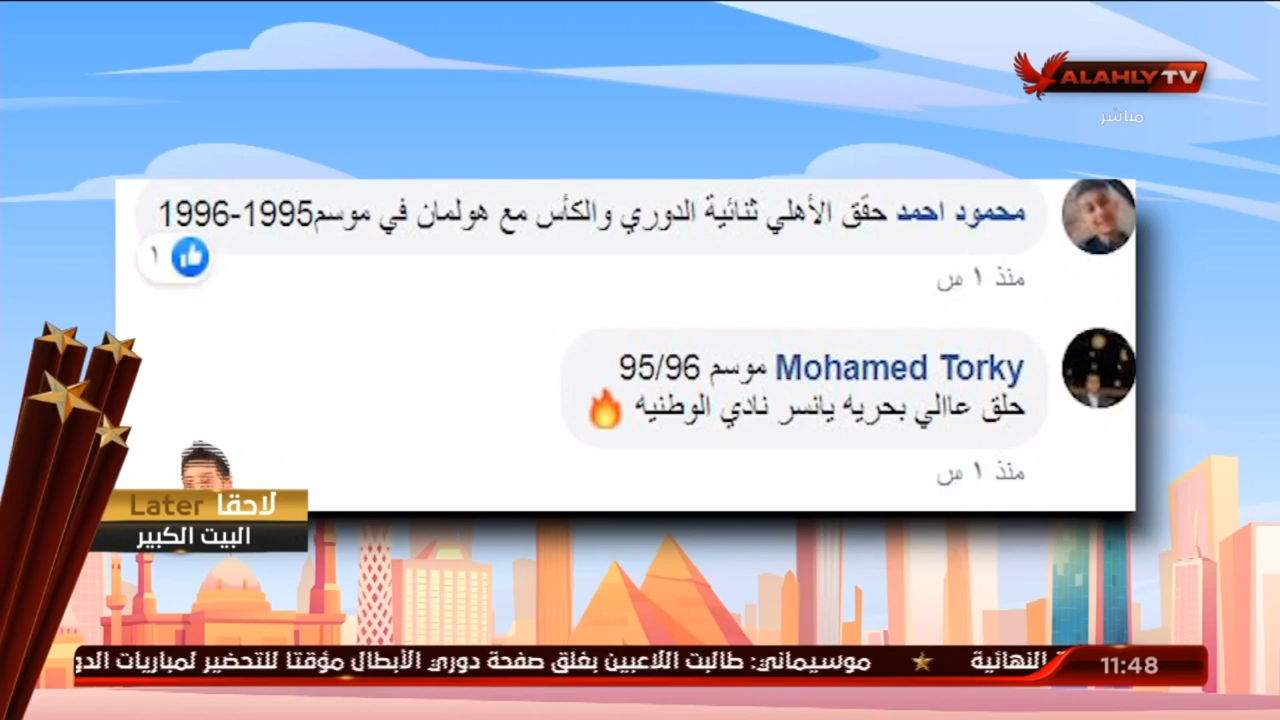 ALAHLY TV
مباشر
محمود احمد حقق الأهلي ثنائية الدوري والكأس مع هولمان في موسم1995-1996
١
منذ ١ س
Mohamed Torky موسم 95/96
حلق عاالي بحريه يانسر نادي الوطنيه 🔥
منذ ١ س
لاحقا Later
البيت الكبير
النهائية
موسيماني: طالبت اللاعبين بغلق صفحة دوري الأبطال مؤقتا للتحضير لمباريات
11:48